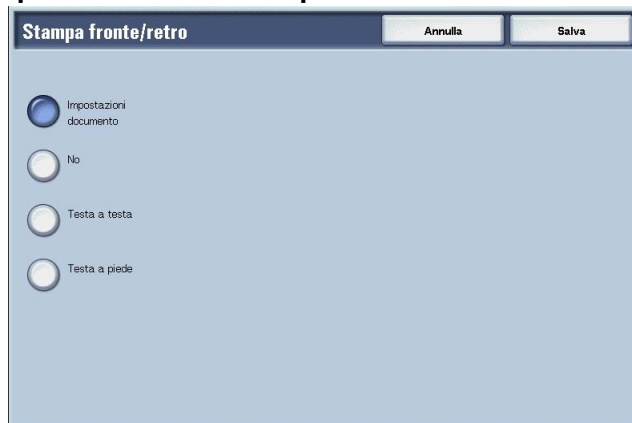 Stampa fronte/retro
Annulla
Salva
Impostazioni
documento
No
Testa a testa
Testa a piede